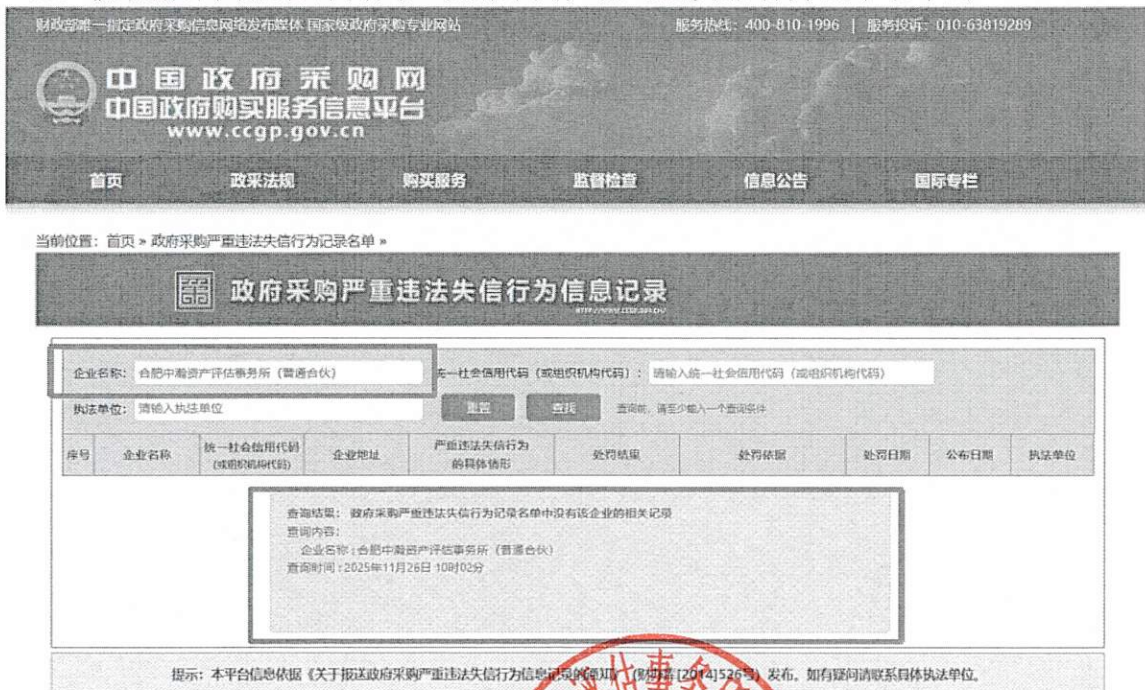 财政部唯一指定政府采购信息网络发布媒体 国家级政府采购专业网站
服务热线：400-810-1996 | 服务投诉：010-63819289
中国政府采购网
中国政府购买服务信息平台
www.ccgp.gov.cn
首页 政采法规 购买服务 监督检查 信息公告 国际专栏
当前位置：首页 » 政府采购严重违法失信行为记录名单 »
政府采购严重违法失信行为信息记录
HTTP://WWW.CCGP.GOV.CN/
企业名称：合肥中瀚资产评估事务所（普通合伙） 统一社会信用代码（或组织机构代码）：请输入统一社会信用代码（或组织机构代码）
执法单位：请输入执法单位 重置 查找 查询前，请至少输入一个查询条件
序号 企业名称 统一社会信用代码（或组织机构代码） 企业地址 严重违法失信行为的具体情形 处罚结果 处罚依据 处罚日期 公布日期 执法单位
查询结果：政府采购严重违法失信行为记录名单中没有该企业的相关记录
查询内容：
企业名称：合肥中瀚资产评估事务所（普通合伙）
查询时间：2025年11月26日 10时02分
提示：本平台信息依据《关于报送政府采购严重违法失信行为信息记录的通知》（财办库[2014]526号）发布，如有疑问请联系具体执法单位。
估事务